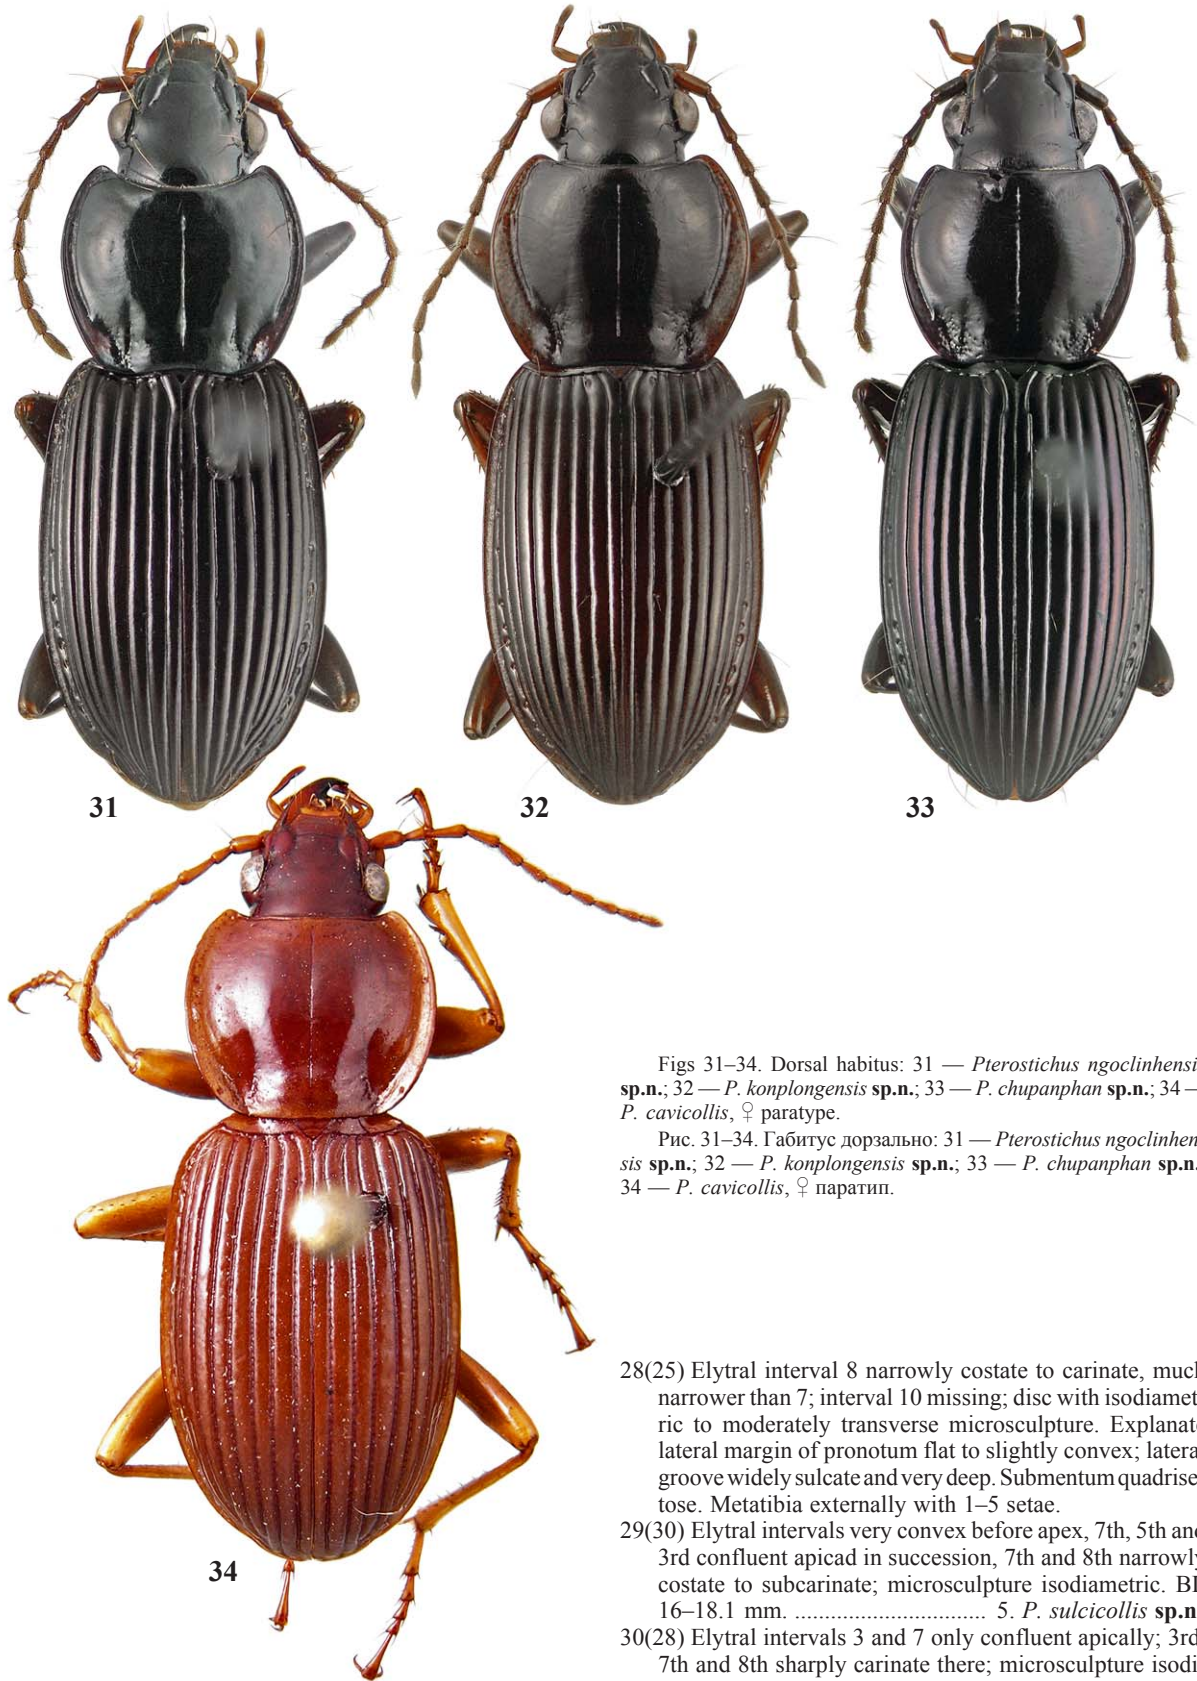 31
32
33
34
Figs 31–34. Dorsal habitus: 31 — Pterostichus ngoclinhensi
sp.n.; 32 — P. konplongensis sp.n.; 33 — P. chupanphan sp.n.; 34 —
P. cavicollis, ♀ paratype.
Рис. 31–34. Габитус дорзально: 31 — Pterostichus ngoclinhen
sis sp.n.; 32 — P. konplongensis sp.n.; 33 — P. chupanphan sp.n.
34 — P. cavicollis, ♀ паратип.
28(25) Elytral interval 8 narrowly costate to carinate, much
narrower than 7; interval 10 missing; disc with isodiamet
ric to moderately transverse microsculpture. Explanate
lateral margin of pronotum flat to slightly convex; lateral
groove widely sulcate and very deep. Submentum quadrise
tose. Metatibia externally with 1–5 setae.
29(30) Elytral intervals very convex before apex, 7th, 5th and
3rd confluent apicad in succession, 7th and 8th narrowly
costate to subcarinate; microsculpture isodiametric. BL
16–18.1 mm. ................................ 5. P. sulcicollis sp.n
30(28) Elytral intervals 3 and 7 only confluent apically; 3rd
7th and 8th sharply carinate there; microsculpture isodi